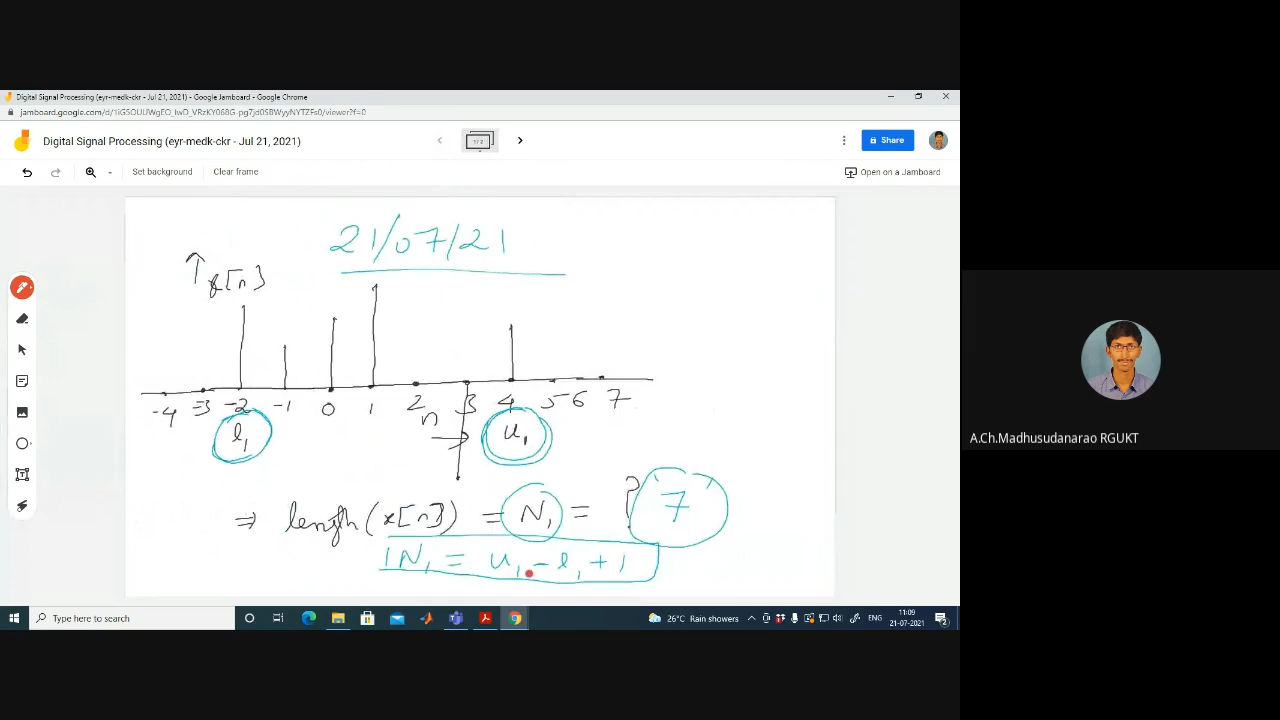 Digital Signal Processing (eyr-medk-ckr - Jul 21, 2021) - Google Jamboard - Google Chrome
Digital Signal Processing (eyr-medk-ckr - Jul 21, 2021)
1/2
Share
Set background
Clear frame
Open on a Jamboard
21/07/21
x[n]
-4 -3 -2 -1 0 1 2 3 4 5 6 7
n
l₁
u₁
⇒ length(x[n]) = N₁ = ? 7
N₁ = u₁ - l₁ + 1
A.Ch.Madhusudanarao RGUKT
Type here to search
26°C Rain showers
ENG
11:09
21-07-2021
2